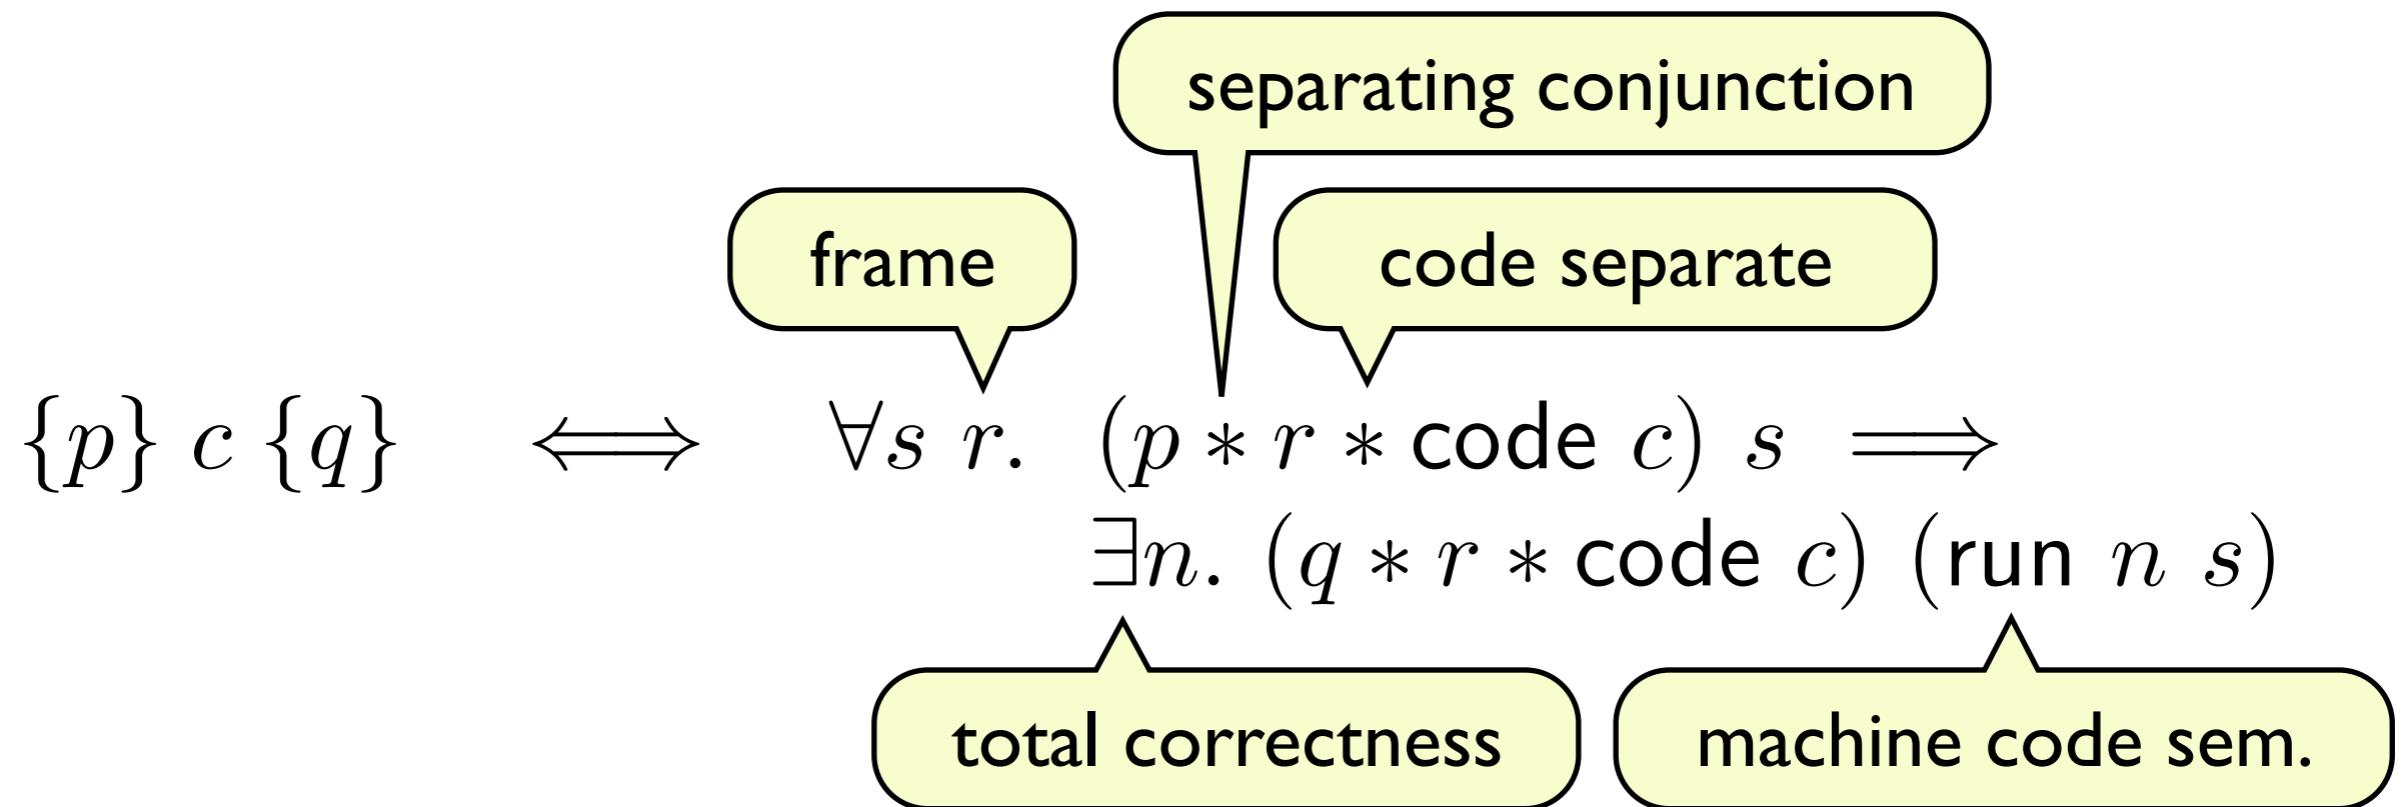 separating conjunction
frame
code separate
{p} c {q} ⟺ ∀s r. (p ∗ r ∗ code c) s ⟹
∃n. (q ∗ r ∗ code c) (run n s)
total correctness
machine code sem.